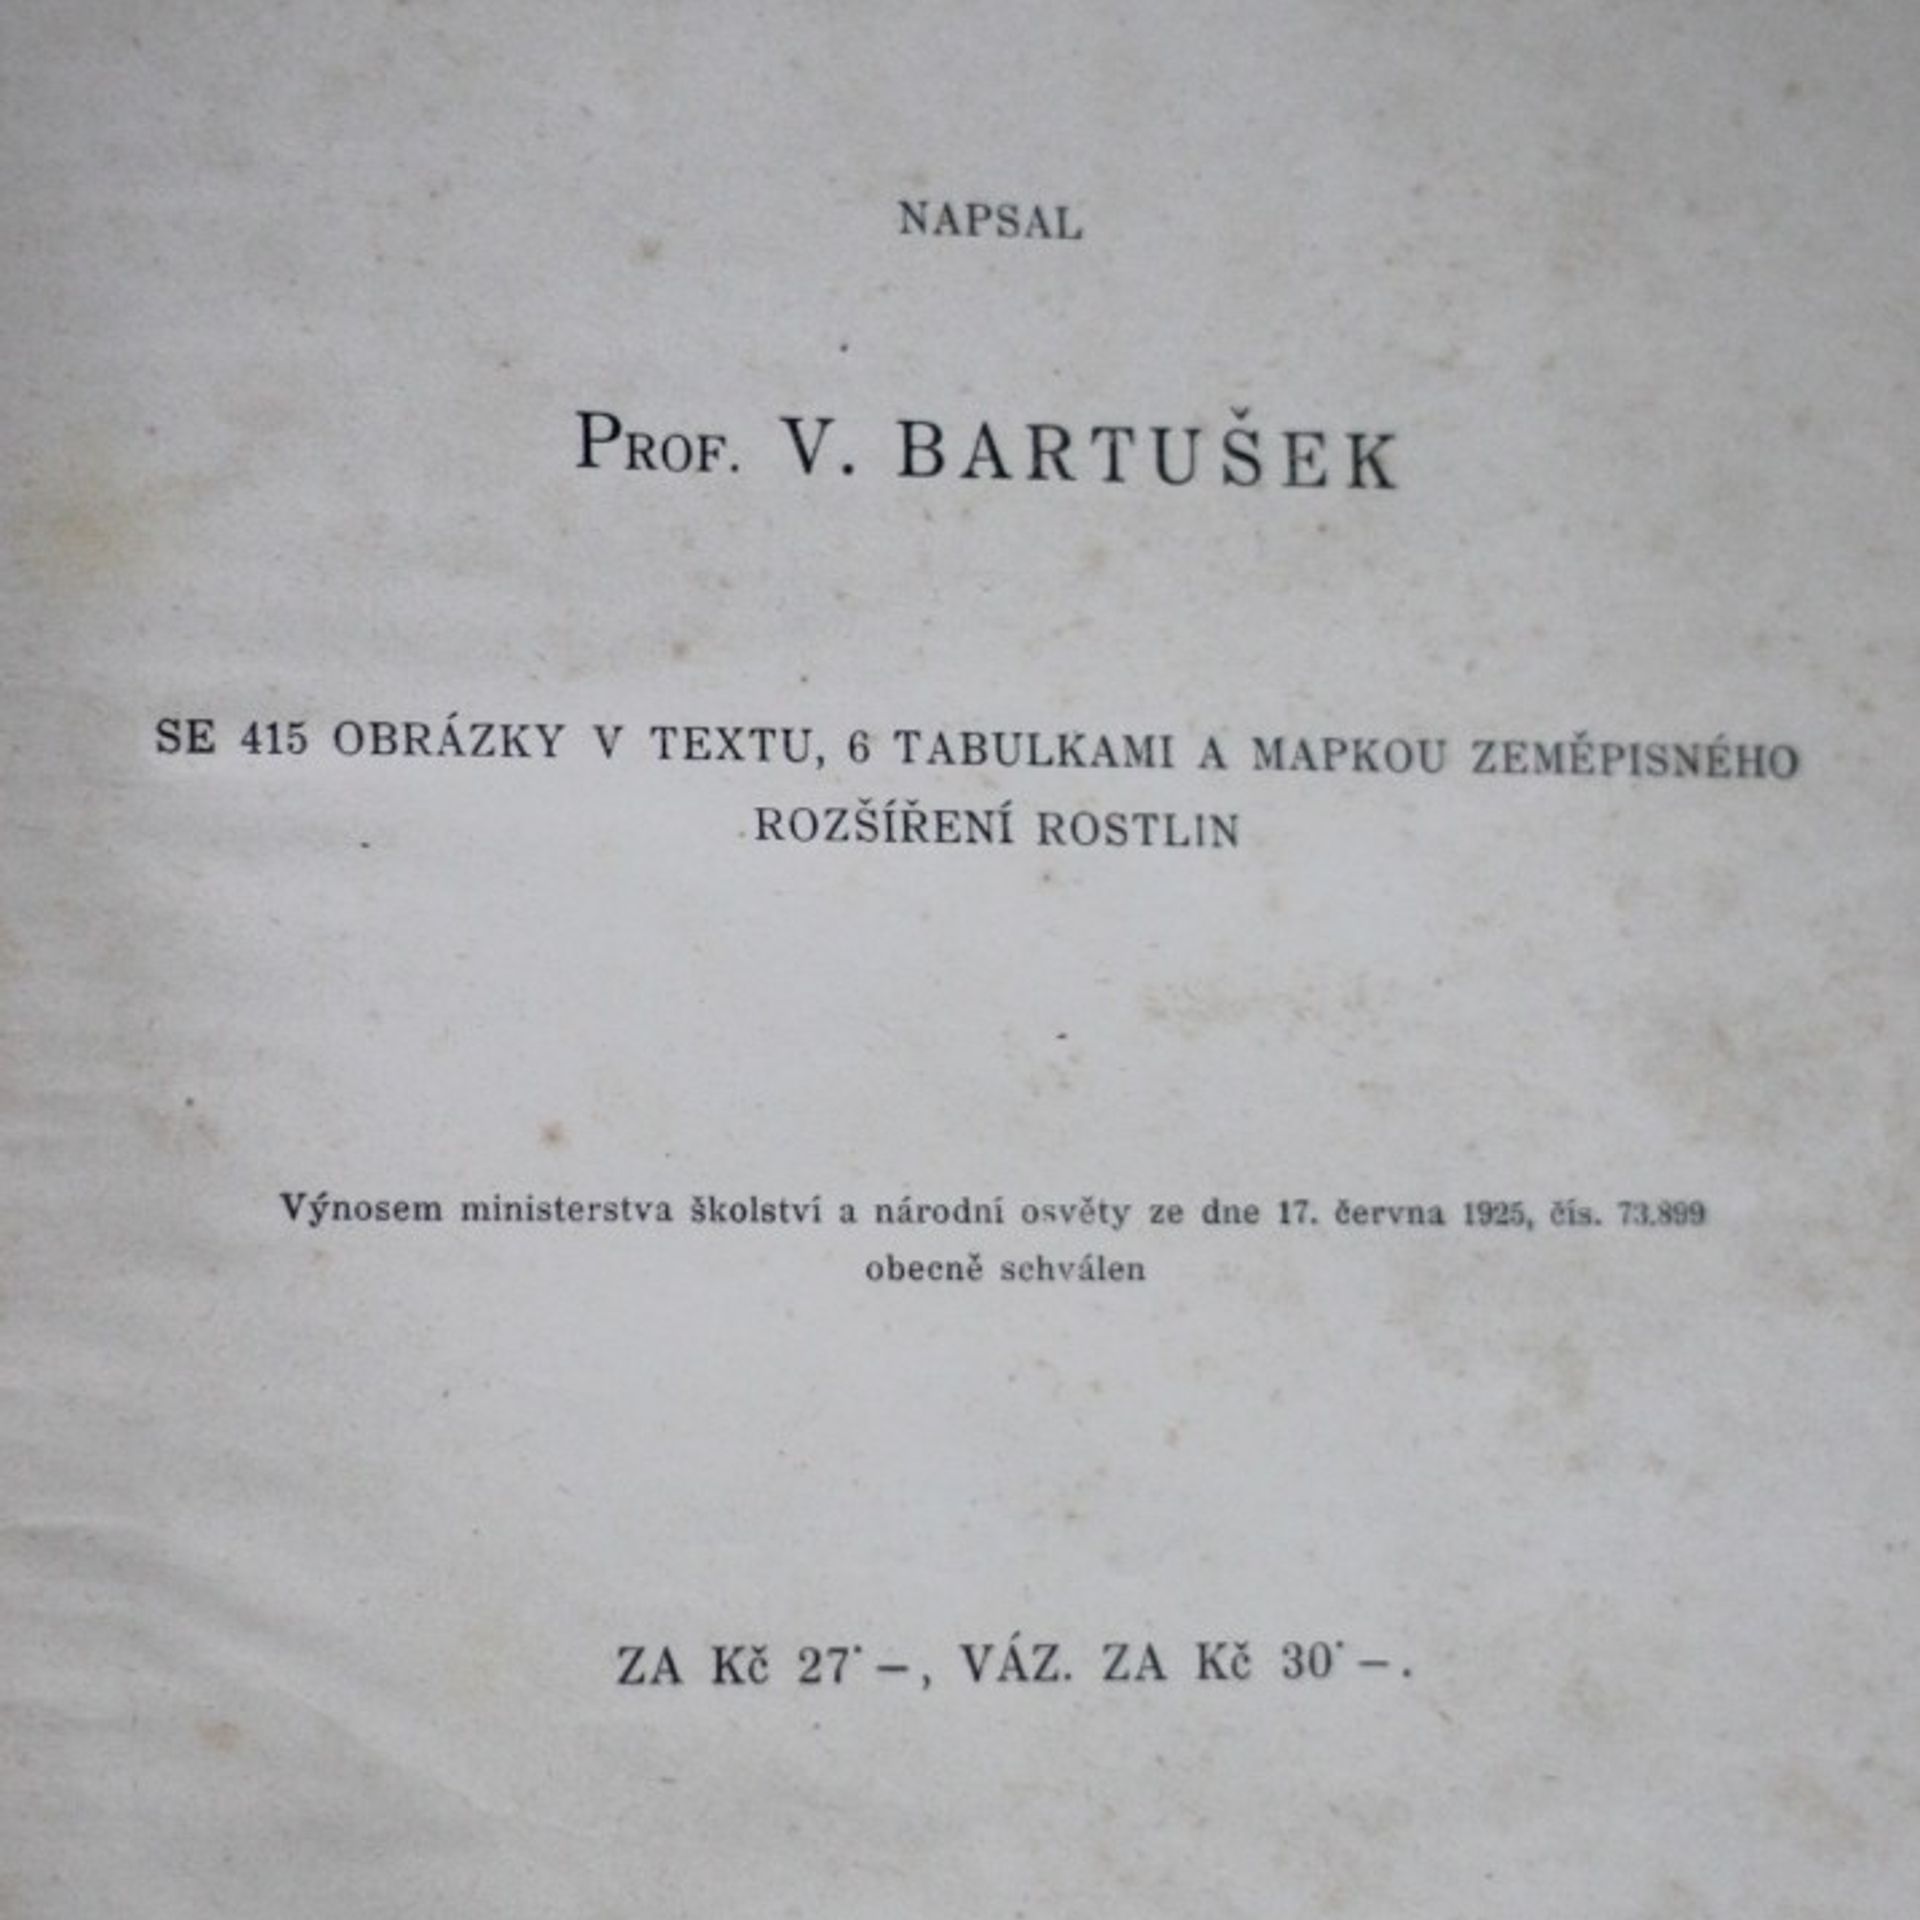 NAPSAL
PROF. V. BARTUŠEK
SE 415 OBRÁZKY V TEXTU, 6 TABULKAMI A MAPKOU ZEMĚPISNÉHO
ROZŠÍŘENÍ ROSTLIN
Výnosem ministerstva školství a národní osvěty ze dne 17. června 1925, čís. 73.899
obecně schválen
ZA Kč 27·–, VÁZ. ZA Kč 30·–.